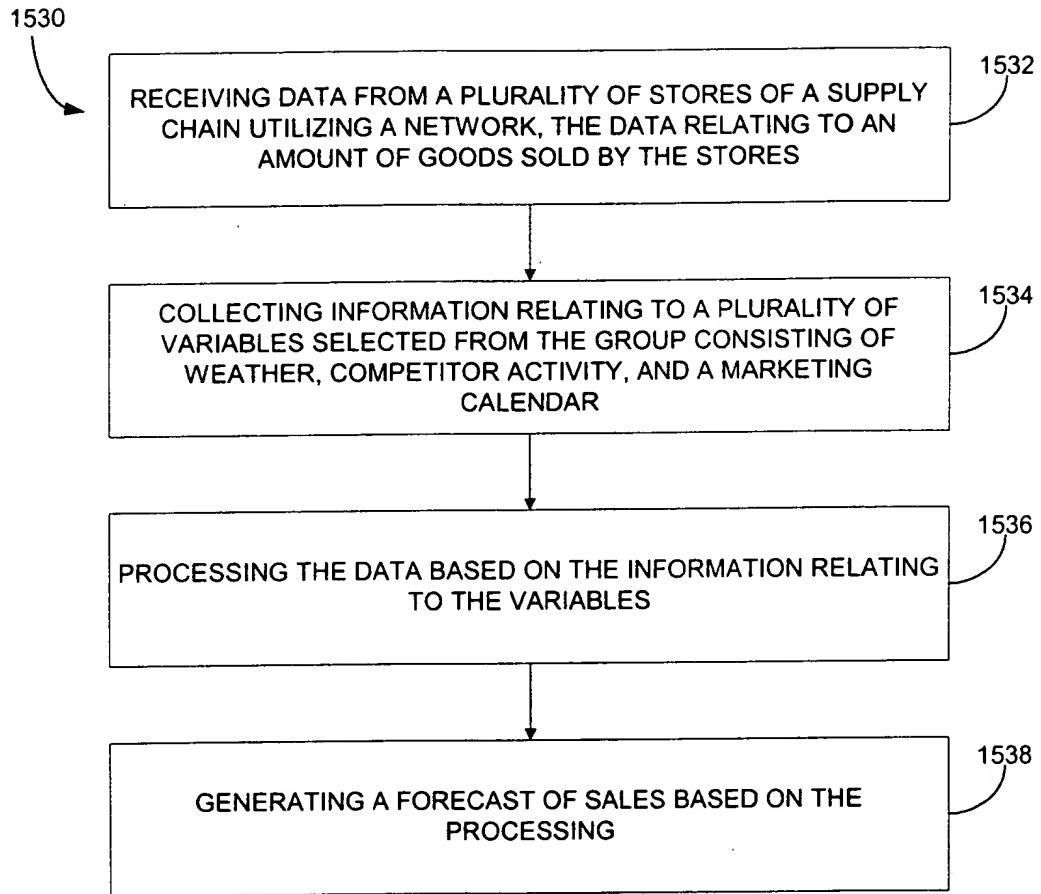 1530
1532
RECEIVING DATA FROM A PLURALITY OF STORES OF A SUPPLY
CHAIN UTILIZING A NETWORK, THE DATA RELATING TO AN
AMOUNT OF GOODS SOLD BY THE STORES
1534
COLLECTING INFORMATION RELATING TO A PLURALITY OF
VARIABLES SELECTED FROM THE GROUP CONSISTING OF
WEATHER, COMPETITOR ACTIVITY, AND A MARKETING
CALENDAR
1536
PROCESSING THE DATA BASED ON THE INFORMATION RELATING
TO THE VARIABLES
1538
GENERATING A FORECAST OF SALES BASED ON THE
PROCESSING